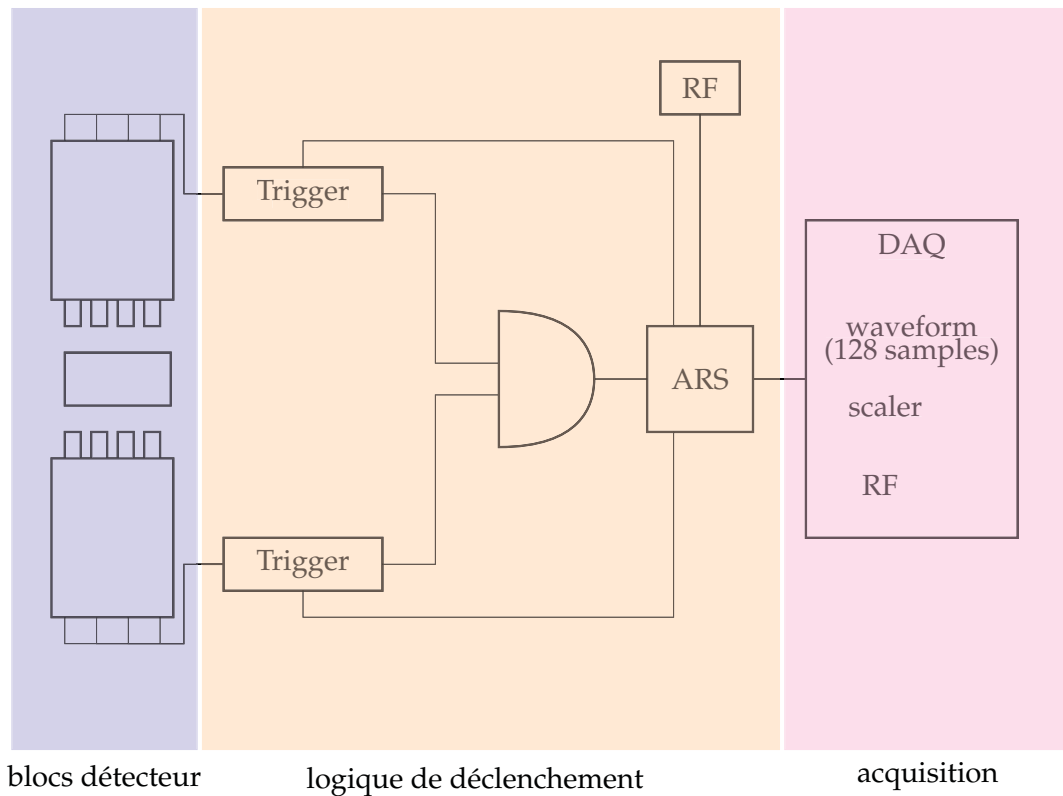 RF
Trigger
DAQ
waveform
(128 samples)
ARS
scaler
RF
Trigger
blocs détecteur
logique de déclenchement
acquisition